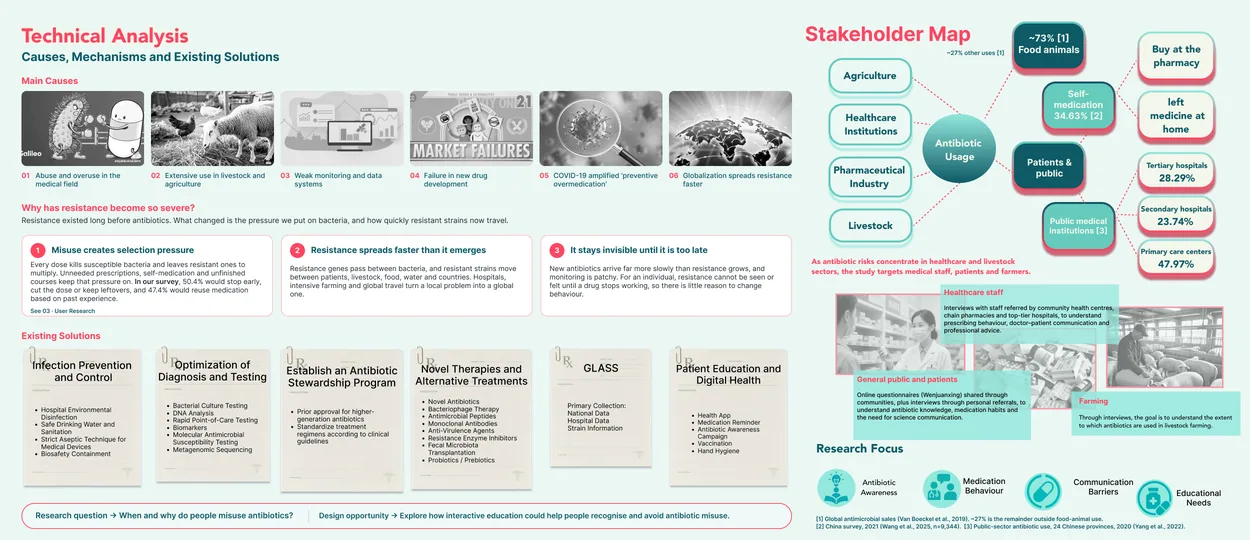 Technical Analysis
Causes, Mechanisms and Existing Solutions
Main Causes
Galileo
21
MARKET FAILURES
01 Abuse and overuse in the
medical field
02 Extensive use in livestock and
agriculture
03 Weak monitoring and data
systems
04 Failure in new drug
development
05 COVID-19 amplified 'preventive
overmedication'
06 Globalization spreads resistance
faster
Why has resistance become so severe?
Resistance existed long before antibiotics. What changed is the pressure we put on bacteria, and how quickly resistant strains now travel.
1 Misuse creates selection pressure
Every dose kills susceptible bacteria and leaves resistant ones to
multiply. Unneeded prescriptions, self-medication and unfinished
courses keep that pressure on. In our survey, 50.4% would stop early,
cut the dose or keep leftovers, and 47.4% would reuse medication
based on past experience.
See 03 · User Research
2 Resistance spreads faster than it emerges
Resistance genes pass between bacteria, and resistant strains move
between patients, livestock, food, water and countries. Hospitals,
intensive farming and global travel turn a local problem into a global
one.
3 It stays invisible until it is too late
New antibiotics arrive far more slowly than resistance grows, and
monitoring is patchy. For an individual, resistance cannot be seen or
felt until a drug stops working, so there is little reason to change
behaviour.
Existing Solutions
Infection Prevention
and Control
• Hospital Environmental
Disinfection
• Safe Drinking Water and
Sanitation
• Strict Aseptic Technique for
Medical Devices
• Biosafety Containment
Optimization of
Diagnosis and Testing
• Bacterial Culture Testing
• DNA Analysis
• Rapid Point-of-Care Testing
• Biomarkers
• Molecular Antimicrobial
Susceptibility Testing
• Metagenomic Sequencing
Establish an Antibiotic
Stewardship Program
• Prior approval for higher-
generation antibiotics
• Standardize treatment
regimens according to clinical
guidelines
Novel Therapies and
Alternative Treatments
• Novel Antibiotics
• Bacteriophage Therapy
• Antimicrobial Peptides
• Monoclonal Antibodies
• Anti-Virulence Agents
• Resistance Enzyme Inhibitors
• Fecal Microbiota
Transplantation
• Probiotics / Prebiotics
GLASS
Primary Collection:
National Data
Hospital Data
Strain Information
Patient Education and
Digital Health
• Health App
• Medication Reminder
• Antibiotic Awareness
Campaign
• Vaccination
• Hand Hygiene
Research question → When and why do people misuse antibiotics?
Design opportunity → Explore how interactive education could help people recognise and avoid antibiotic misuse.
Stakeholder Map
~27% other uses [1]
~73% [1]
Food animals
Agriculture
Healthcare
Institutions
Pharmaceutical
Industry
Livestock
Antibiotic
Usage
Self-
medication
34.63% [2]
Patients &
public
Public medical
institutions [3]
Buy at the
pharmacy
left
medicine at
home
Tertiary hospitals
28.29%
Secondary hospitals
23.74%
Primary care centers
47.97%
As antibiotic risks concentrate in healthcare and livestock
sectors, the study targets medical staff, patients and farmers.
Healthcare staff
Interviews with staff referred by community health centres,
chain pharmacies and top-tier hospitals, to understand
prescribing behaviour, doctor-patient communication and
professional advice.
General public and patients
Online questionnaires (Wenjuanxing) shared through
communities, plus interviews through personal referrals, to
understand antibiotic knowledge, medication habits and
the need for science communication.
Farming
Through interviews, the goal is to understand the extent
to which antibiotics are used in livestock farming.
Research Focus
Antibiotic
Awareness
Medication
Behaviour
Communication
Barriers
Educational
Needs
[1] Global antimicrobial sales (Van Boeckel et al., 2019). ~27% is the remainder outside food-animal use.
[2] China survey, 2021 (Wang et al., 2025, n=9,344). [3] Public-sector antibiotic use, 24 Chinese provinces, 2020 (Yang et al., 2022).